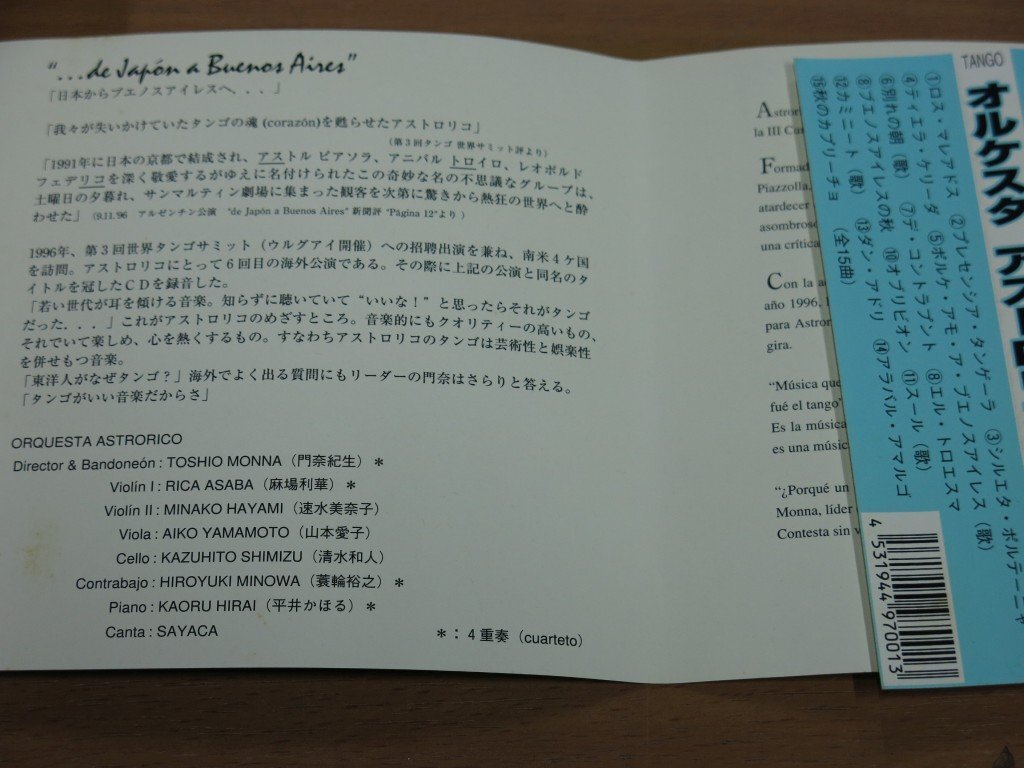 “...de Japón a Buenos Aires”
「日本からブエノスアイレスへ．．．」
「我々が失いかけていたタンゴの魂 (corazón)を甦らせたアストロリコ」
（第3回タンゴ 世界サミット評より）
「1991年に日本の京都で結成され、アストル ピアソラ、アニバル トロイロ、レオポルド
フェデリコを深く敬愛するがゆえに名付けられたこの奇妙な名の不思議なグループは、
土曜日の夕暮れ、サンマルティン劇場に集まった観客を次第に驚きから熱狂の世界へと酔
わせた」（9.11.96　アルゼンチン公演　“de Japón a Buenos Aires” 新聞評 “Página 12”より）
1996年、第3回世界タンゴサミット（ウルグアイ開催）への招聘出演を兼ね、南米4ヶ国
を訪問。アストロリコにとって6回目の海外公演である。その際に上記の公演と同名のタ
イトルを冠したCDを録音した。
「若い世代が耳を傾ける音楽。知らずに聴いていて “いいな！” と思ったらそれがタンゴ
だった．．．」これがアストロリコのめざすところ。音楽的にもクオリティーの高いもの、
それでいて楽しめ、心を熱くするもの。すなわちアストロリコのタンゴは芸術性と娯楽性
を併せもつ音楽。
「東洋人がなぜタンゴ？」海外でよく出る質問にもリーダーの門奈はさらりと答える。
「タンゴがいい音楽だからさ」
ORQUESTA ASTRORICO
Director & Bandoneón : TOSHIO MONNA（門奈紀生）＊
Violín I : RICA ASABA（麻場利華）＊
Violín II : MINAKO HAYAMI（速水美奈子）
Viola : AIKO YAMAMOTO（山本愛子）
Cello : KAZUHITO SHIMIZU（清水和人）
Contrabajo : HIROYUKI MINOWA（蓑輪裕之）＊
Piano : KAORU HIRAI（平井かほる）＊
Canta : SAYACA
＊：4重奏（cuarteto）
Astror
la III Cu
Formad
Piazzolla,
atardecer
asombros
una crític
Con la a
año 1996, l
para Astror
gira.
“Música que
fué el tango”
Es la música
es una músic
“¿Porqué un
Monna, líder
Contesta sin v
TANGO
オルケスタ アストロ
①ロス・マレアドス ②プレセンシア・タンゲーラ ③シルエタ・ポルテーニャ
④ティエラ・ケリーダ ⑤ポルケ・アモ・ア・ブエノスアイレス（歌）
⑥別れの朝（歌） ⑦デ・コントラプント ⑧エル・トロエスマ
⑧ブエノスアイレスの秋 ⑩オブリビオン ⑪スール（歌）
⑫カミニート（歌） ⑬ダン・アドリ ⑭アラバル・アマルゴ
⑮秋のカプリーチョ （全15曲）
4 531944 970013